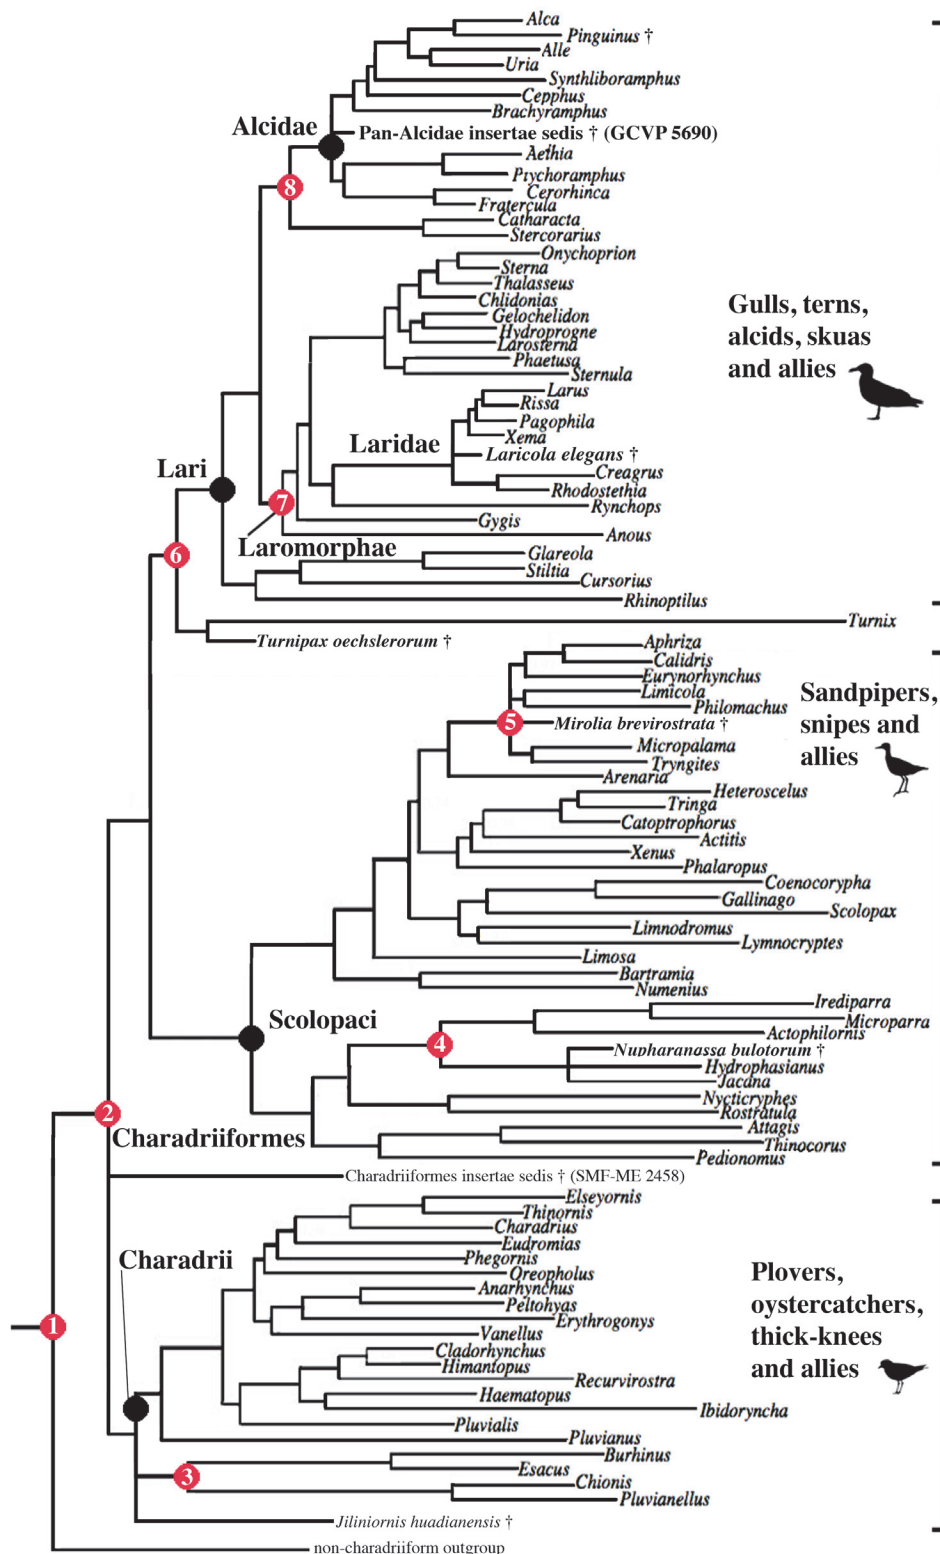 Alca
Pinguinus †
Alle
Uria
Synthliboramphus
Cepphus
Brachyramphus
Alcidae
Pan-Alcidae insertae sedis † (GCVP 5690)
Aethia
Ptychoramphus
8
Cerorhinca
Fratercula
Catharacta
Stercorarius
Onychoprion
Sterna
Thalasseus
Chlidonias
Gelochelidon
Hydroprogne
Larosterna
Phaetusa
Sternula
Gulls, terns,
alcids, skuas
and allies
Larus
Rissa
Pagophila
Xema
Laridae
Laricola elegans †
Creagrus
Rhodostethia
Lari
Rynchops
7
Gygis
Anous
Laromorphae
6
Glareola
Stiltia
Cursorius
Rhinoptilus
Turnix
Turnipax oechslerorum †
Aphriza
Calidris
Eurynorhynchus
Limicola
Philomachus
5
Mirolia brevirostrata †
Micropalama
Tryngites
Arenaria
Sandpipers,
snipes and
allies
Heteroscelus
Tringa
Catoptrophorus
Actitis
Xenus
Phalaropus
Coenocorypha
Gallinago
Scolopax
Limnodromus
Lymnocryptes
Limosa
Bartramia
Numenius
Scolopaci
Irediparra
Microparra
Actophilornis
4
Nupharanassa bulotorum †
Hydrophasianus
Jacana
Nycticryphes
Rostratula
2
Charadriiformes
Attagis
Thinocorus
Pedionomus
Charadriiformes insertae sedis † (SMF-ME 2458)
Elseyornis
Thinornis
Charadrius
Eudromias
Phegornis
Oreopholus
Charadrii
Anarhynchus
Peltohyas
Erythrogonys
Vanellus
1
Cladorhynchus
Himantopus
Recurvirostra
Haematopus
Ibidoryncha
Pluvialis
Pluvianus
Plovers,
oystercatchers,
thick-knees
and allies
Burhinus
Esacus
3
Chionis
Pluvianellus
Jiliniornis huadianensis †
non-charadriiform outgroup